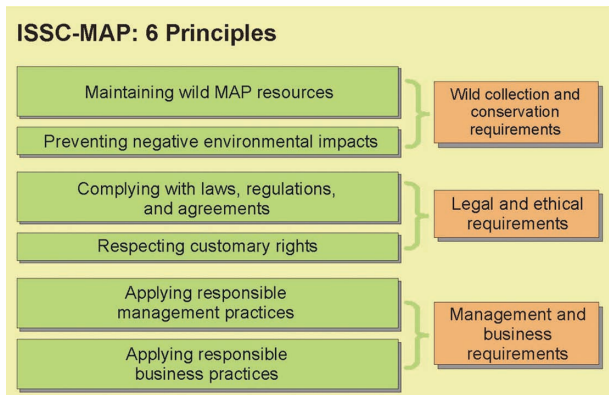 ISSC-MAP: 6 Principles
Maintaining wild MAP resources
Preventing negative environmental impacts
Wild collection and
conservation
requirements
Complying with laws, regulations,
and agreements
Respecting customary rights
Legal and ethical
requirements
Applying responsible
management practices
Applying responsible
business practices
Management and
business
requirements